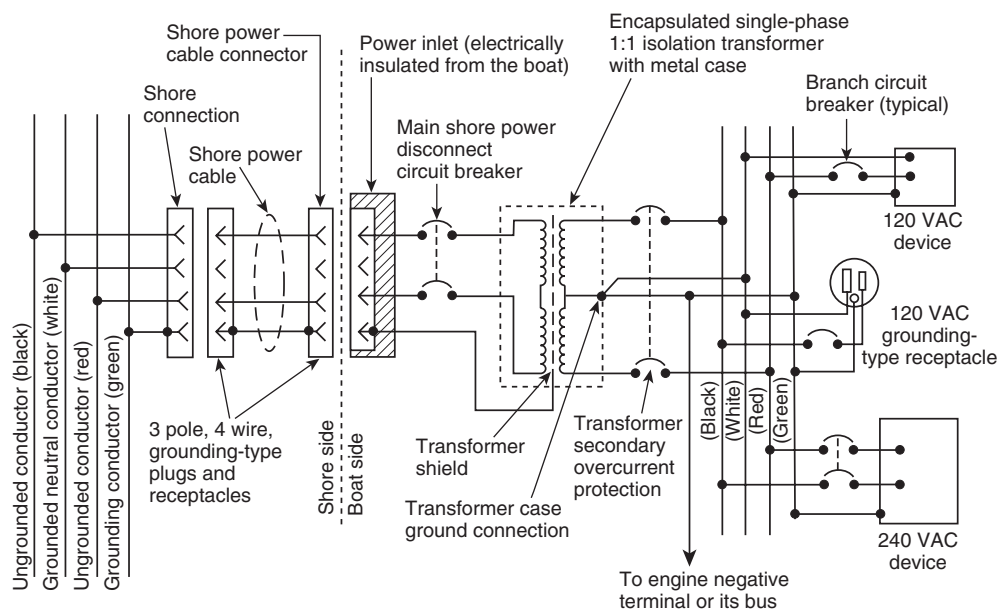 Shore power
cable connector
Power inlet (electrically
insulated from the boat)
Encapsulated single-phase
1:1 isolation transformer
with metal case
Branch circuit
breaker (typical)
Shore
connection
Shore power
cable
Main shore power
disconnect
circuit breaker
120 VAC
device
120 VAC
grounding-
type receptacle
Ungrounded conductor (black)
Grounded neutral conductor (white)
Ungrounded conductor (red)
Grounding conductor (green)
3 pole, 4 wire,
grounding-type
plugs and
receptacles
Shore side
Boat side
Transformer
shield
Transformer case
ground connection
Transformer
secondary
overcurrent
protection
(Black)
(White)
(Red)
(Green)
240 VAC
device
To engine negative
terminal or its bus